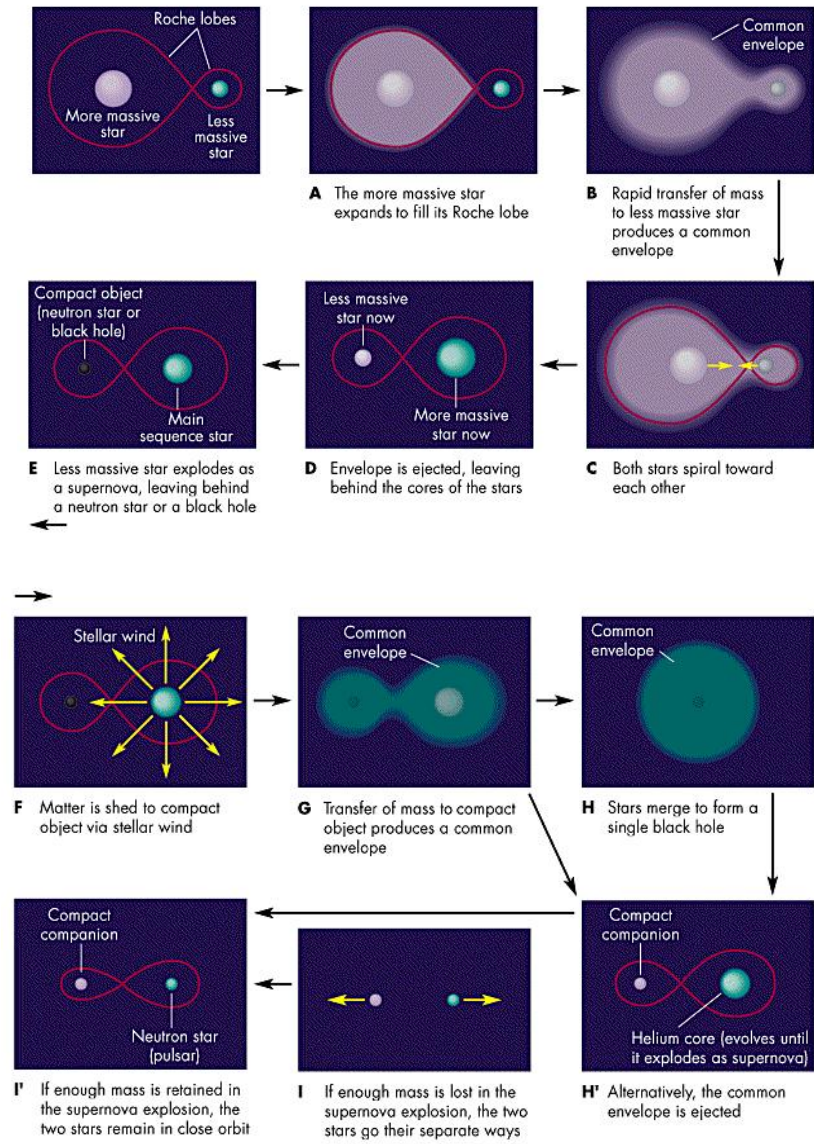 Roche lobes
More massive
star
Less
massive
star
Common
envelope
A The more massive star
expands to fill its Roche lobe
B Rapid transfer of mass
to less massive star
produces a common
envelope
Compact object
(neutron star or
black hole)
Main
sequence star
Less massive
star now
More massive
star now
E Less massive star explodes as
a supernova, leaving behind
a neutron star or a black hole
D Envelope is ejected, leaving
behind the cores of the stars
C Both stars spiral toward
each other
Stellar wind
Common
envelope
Common
envelope
F Matter is shed to compact
object via stellar wind
G Transfer of mass to compact
object produces a common
envelope
H Stars merge to form a
single black hole
Compact
companion
Neutron star
(pulsar)
Compact
companion
Helium core (evolves until
it explodes as supernova)
I' If enough mass is retained in
the supernova explosion, the
two stars remain in close orbit
I If enough mass is lost in the
supernova explosion, the two
stars go their separate ways
H' Alternatively, the common
envelope is ejected